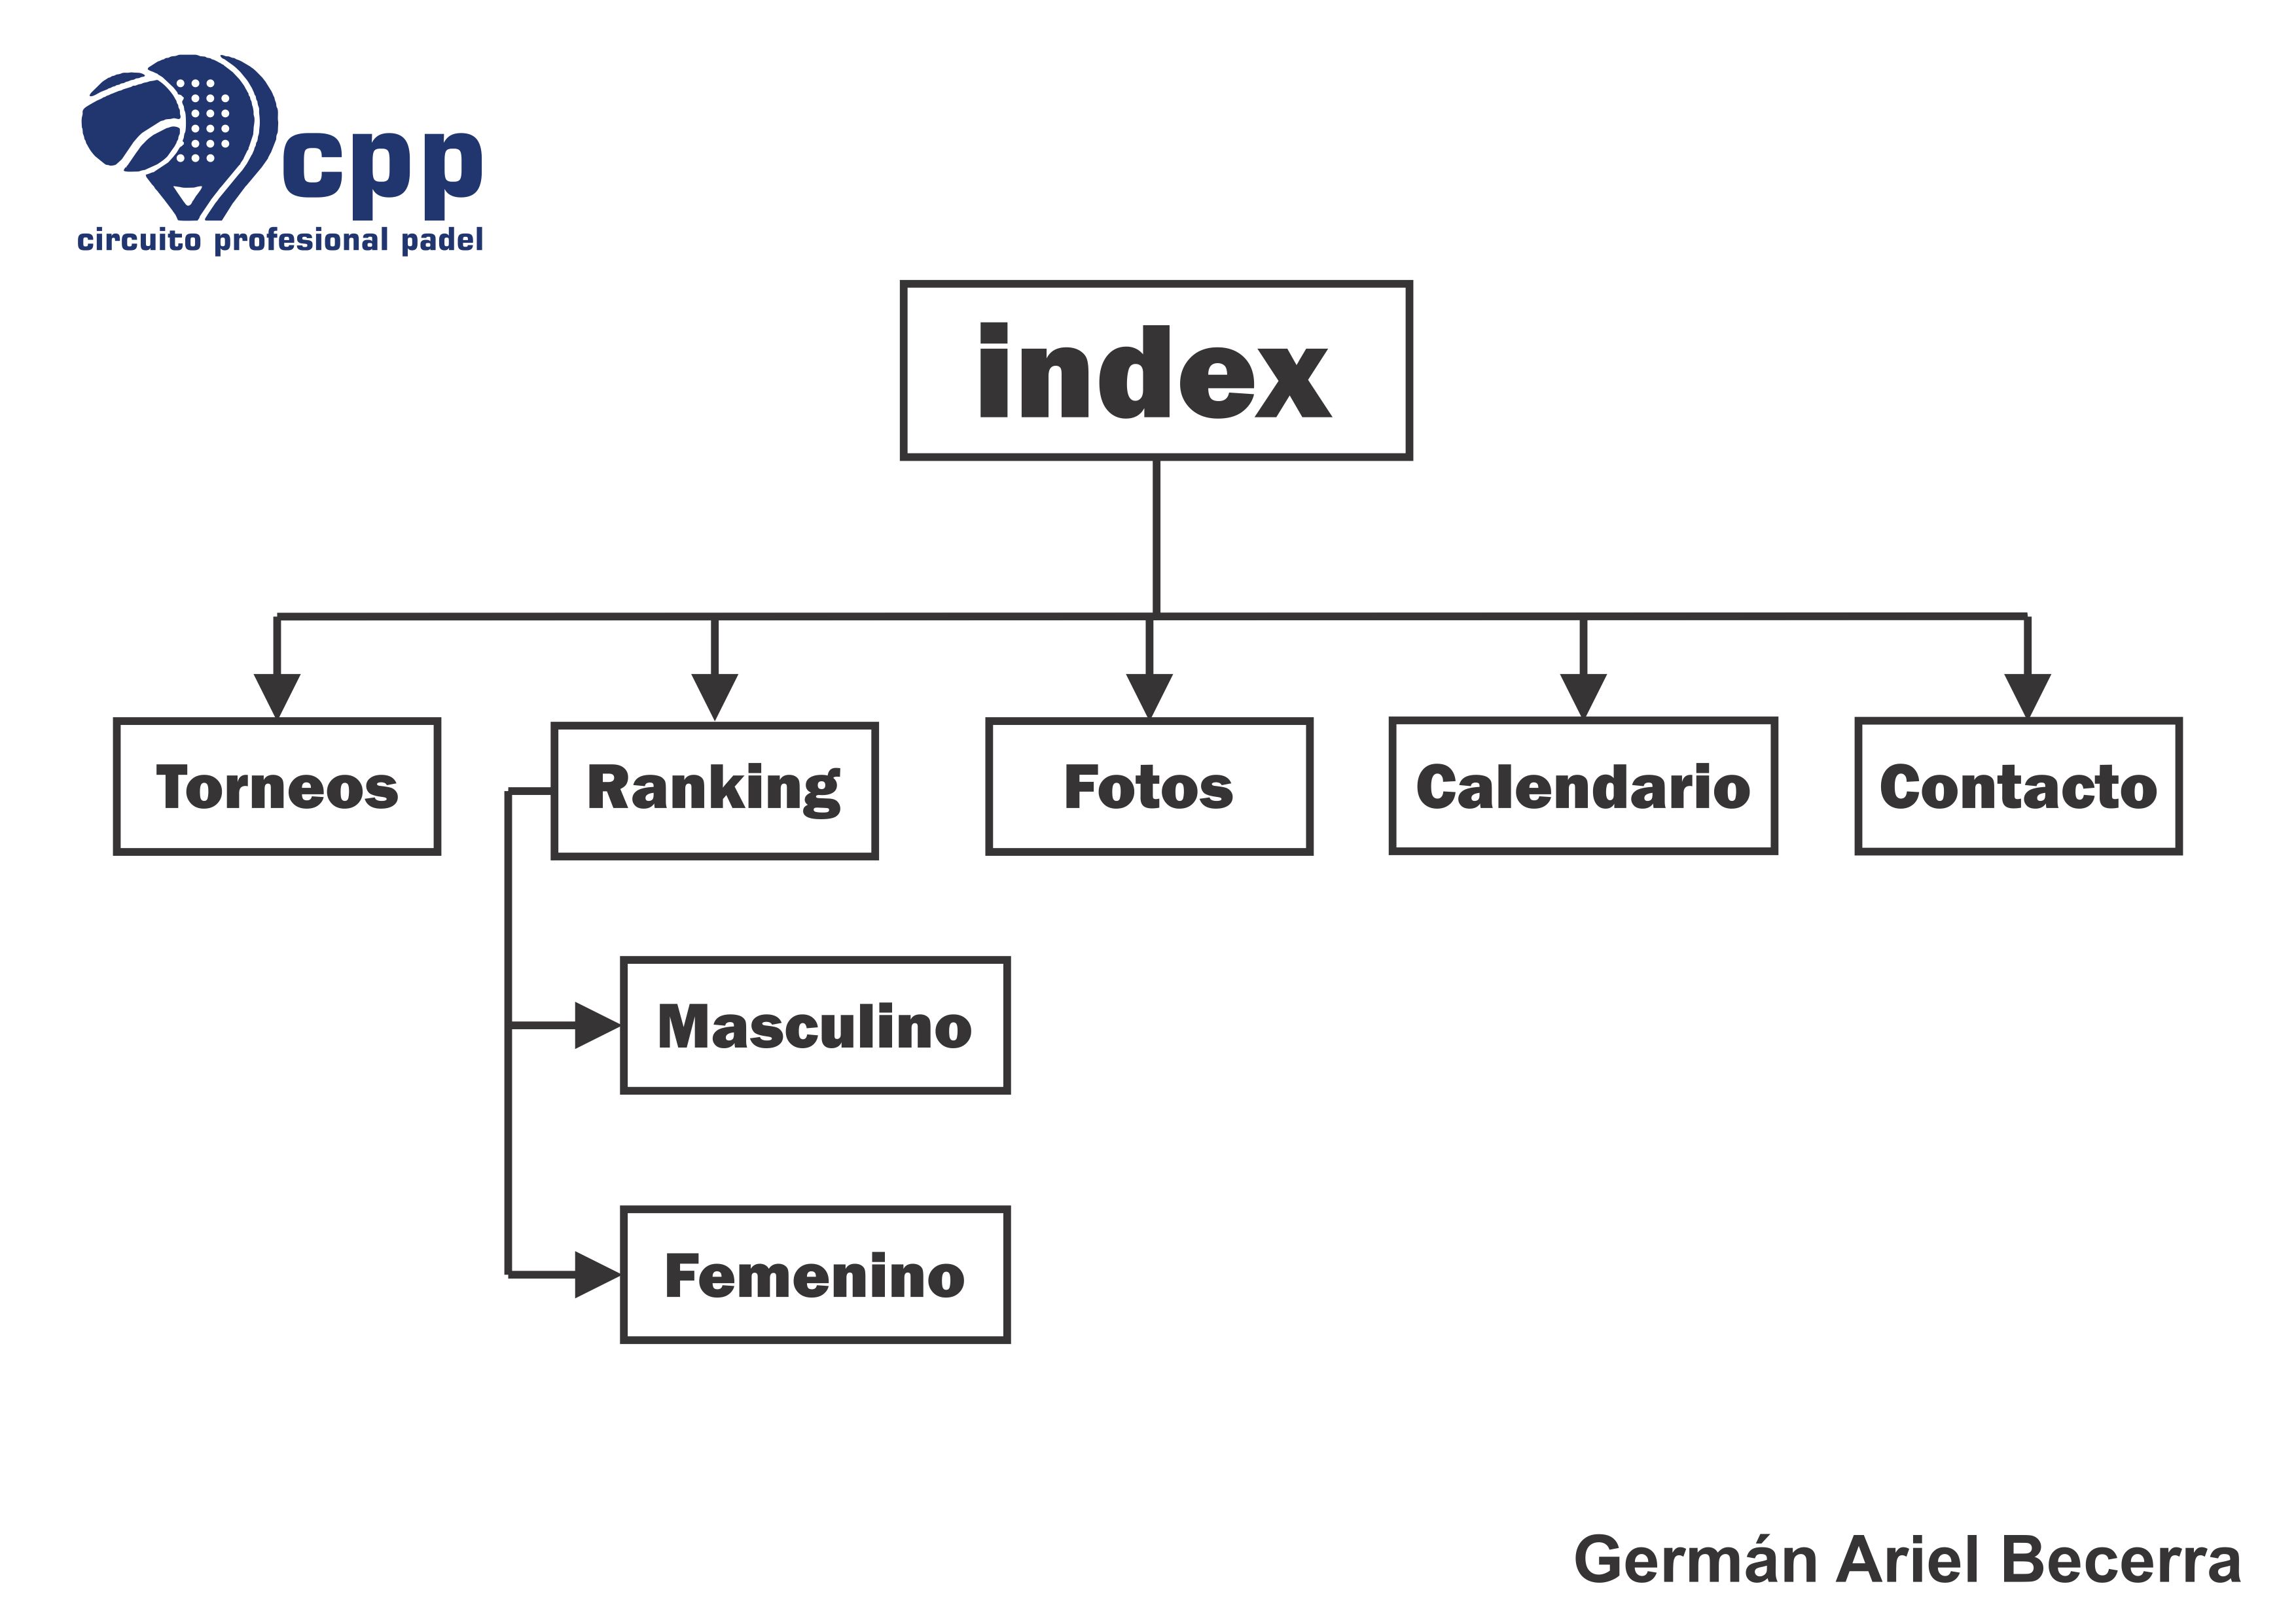 cpp
circuito profesional padel
index
Torneos
Ranking
Fotos
Calendario
Contacto
Masculino
Femenino
Germán Ariel Becerra